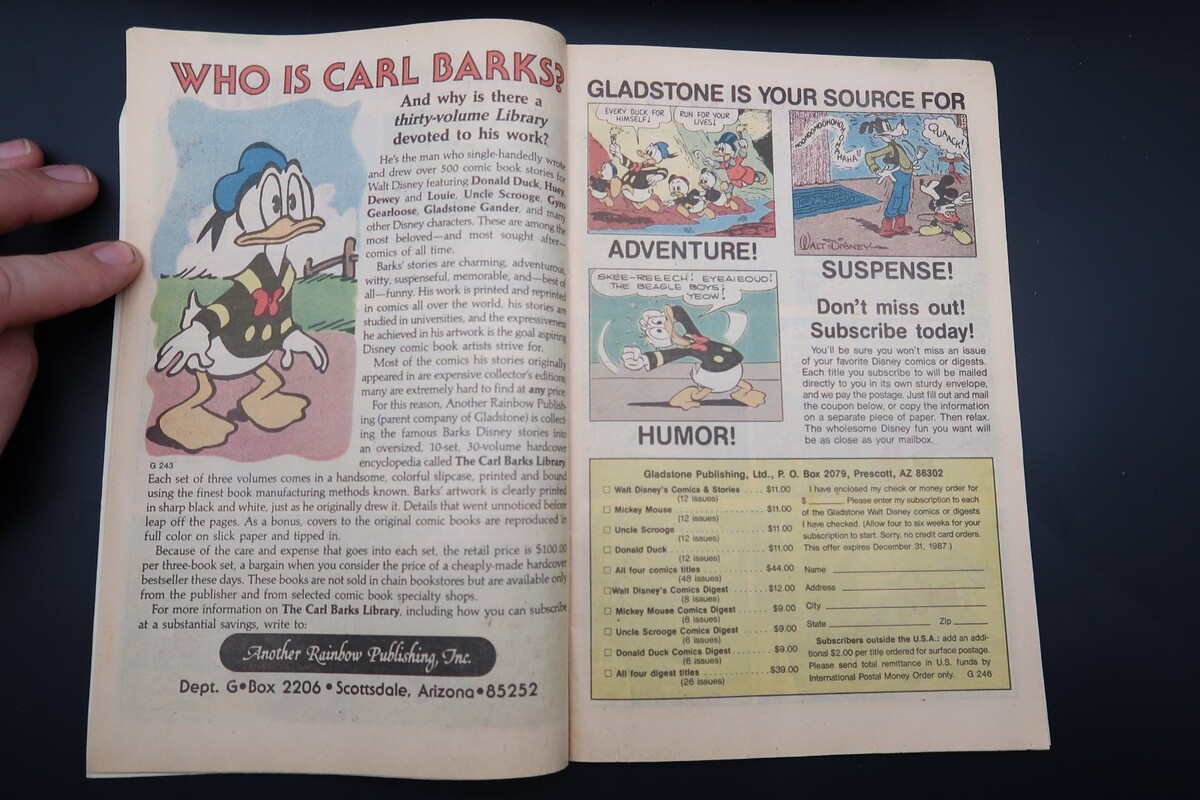 WHO IS CARL BARKS?
And why is there a
thirty-volume Library
devoted to his work?
He's the man who single-handedly wrote
and drew over 500 comic book stories for
Walt Disney featuring Donald Duck, Huey,
Dewey and Louie, Uncle Scrooge, Gyro
Gearloose, Gladstone Gander, and many
other Disney characters. These are among the
most beloved—and most sought after—
comics of all time.
Barks' stories are charming, adventurous,
witty, suspenseful, memorable, and—best of
all—funny. His work is printed and reprinted
in comics all over the world, his stories are
studied in universities, and the expressiveness
he achieved in his artwork is the goal aspiring
Disney comic book artists strive for.
Most of the comics his stories originally
appeared in are expensive collector's editions,
many are extremely hard to find at any price.
For this reason, Another Rainbow Publish-
ing (parent company of Gladstone) is collect-
ing the famous Barks Disney stories into
an oversized, 10-set, 30-volume hardcover
encyclopedia called The Carl Barks Library.
G 243
Each set of three volumes comes in a handsome, colorful slipcase, printed and bound
using the finest book manufacturing methods known. Barks' artwork is clearly printed
in sharp black and white, just as he originally drew it. Details that went unnoticed before
leap off the pages. As a bonus, covers to the original comic books are reproduced in
full color on slick paper and tipped in.
Because of the care and expense that goes into each set, the retail price is $100.00
per three-book set, a bargain when you consider the price of a cheaply-made hardcover
bestseller these days. These books are not sold in chain bookstores but are available only
from the publisher and from selected comic book specialty shops.
For more information on The Carl Barks Library, including how you can subscribe
at a substantial savings, write to:
Another Rainbow Publishing, Inc.
Dept. G•Box 2206•Scottsdale, Arizona•85252
GLADSTONE IS YOUR SOURCE FOR
EVERY DUCK FOR
HIMSELF!
RUN FOR YOUR
LIVES!
ADVENTURE!
QUAACK!
WALT DISNEY
SUSPENSE!
SKEE-REEECH! EYEAIEOUO!
THE BEAGLE BOYS!
YEOW!
HUMOR!
Don't miss out!
Subscribe today!
You'll be sure you won't miss an issue
of your favorite Disney comics or digests.
Each title you subscribe to will be mailed
directly to you in its own sturdy envelope,
and we pay the postage. Just fill out and mail
the coupon below, or copy the information
on a separate piece of paper. Then relax.
The wholesome Disney fun you want will
be as close as your mailbox.
Gladstone Publishing, Ltd., P. O. Box 2079, Prescott, AZ 86302
Walt Disney's Comics & Stories .... $11.00
(12 issues)
Mickey Mouse .... $11.00
(12 issues)
Uncle Scrooge .... $11.00
(12 issues)
Donald Duck .... $11.00
(12 issues)
All four comics titles .... $44.00
(48 issues)
Walt Disney's Comics Digest .... $12.00
(8 issues)
Mickey Mouse Comics Digest .... $9.00
(6 issues)
Uncle Scrooge Comics Digest .... $9.00
(6 issues)
Donald Duck Comics Digest .... $9.00
(6 issues)
All four digest titles .... $39.00
(26 issues)
I have enclosed my check or money order for
$ ______. Please enter my subscription to each
of the Gladstone Walt Disney comics or digests
I have checked. (Allow four to six weeks for your
subscription to start. Sorry, no credit card orders.
This offer expires December 31, 1987.)
Name
Address
City
State Zip
Subscribers outside the U.S.A.: add an addi-
tional $2.00 per title ordered for surface postage.
Please send total remittance in U.S. funds by
International Postal Money Order only. G 246